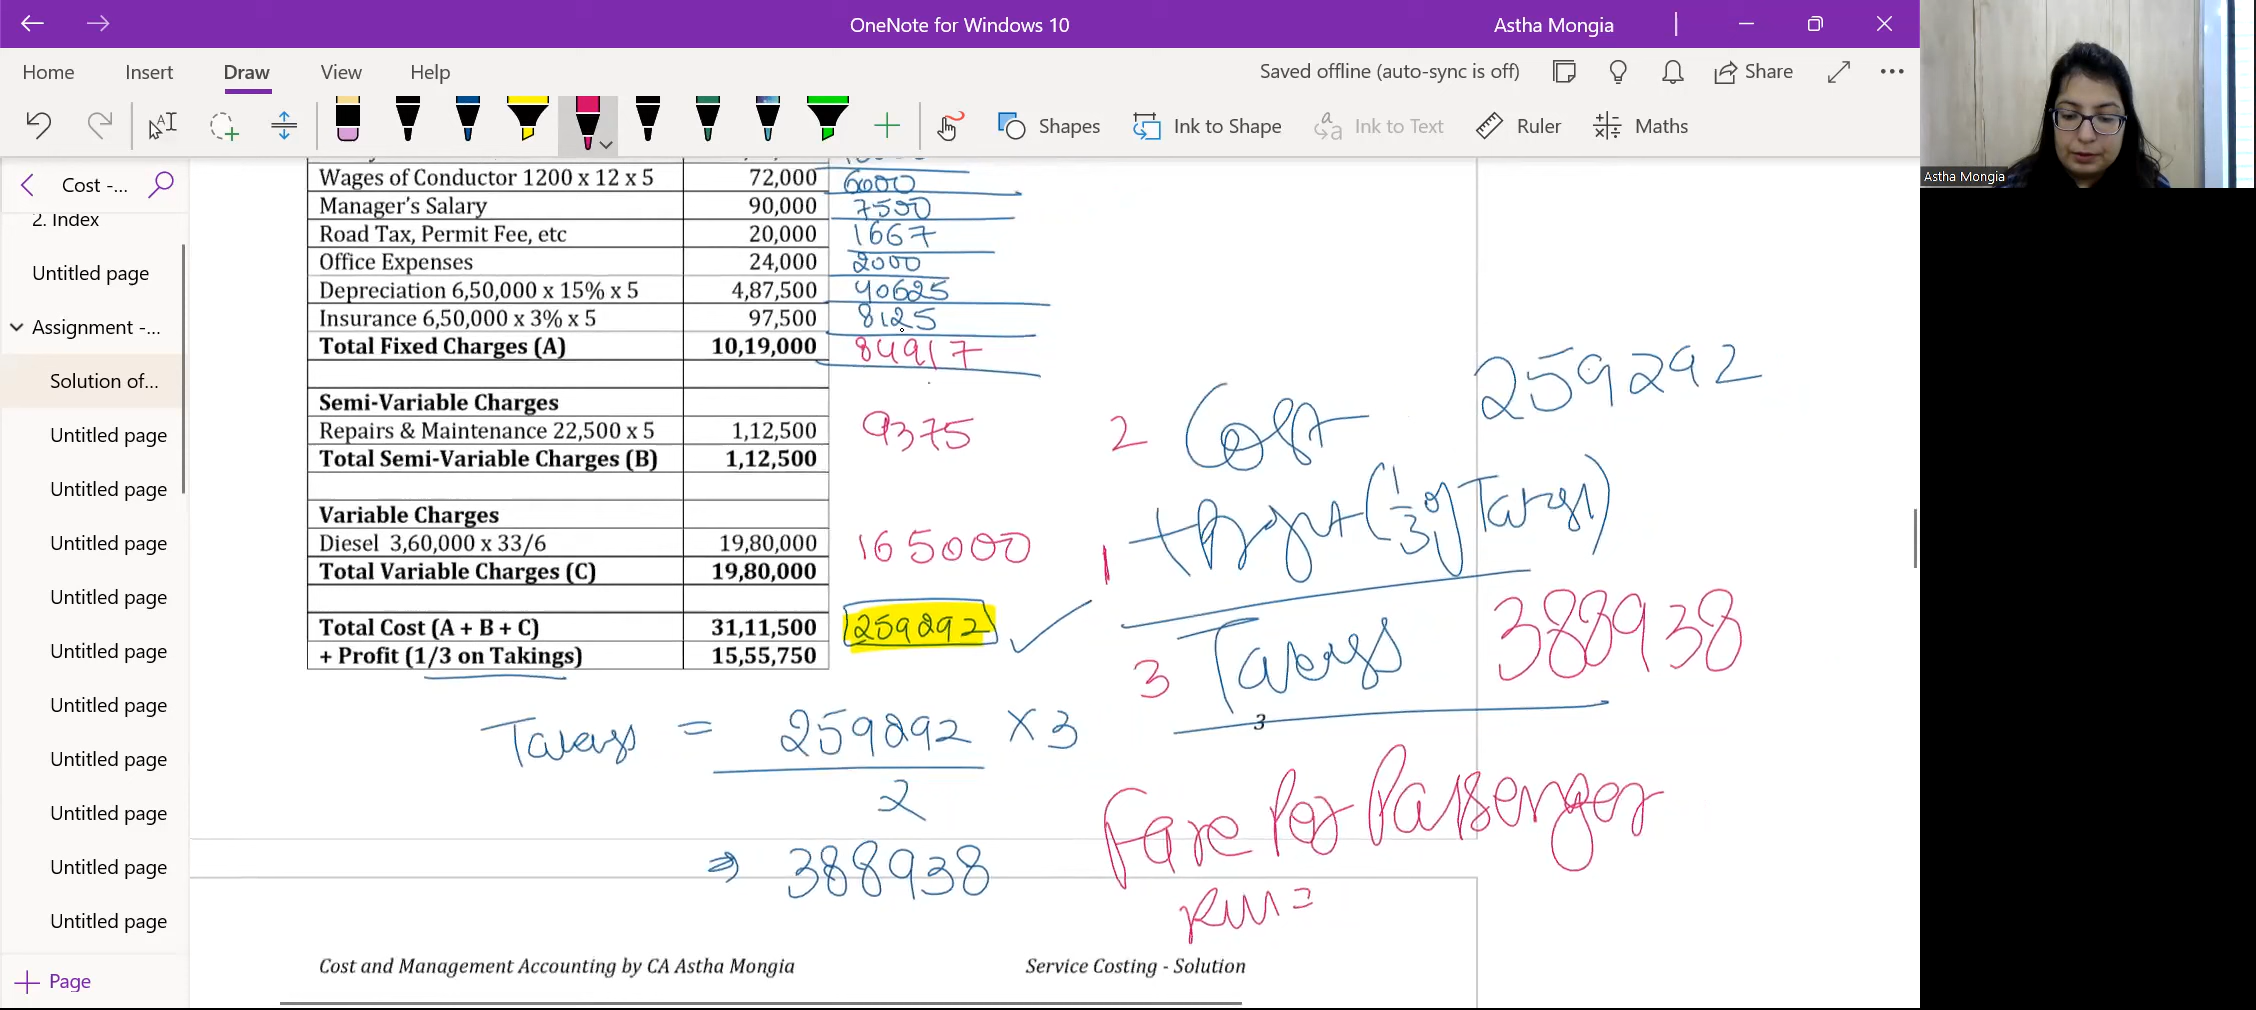 OneNote for Windows 10
Astha Mongia
Home Insert Draw View Help
Saved offline (auto-sync is off) Share
Shapes Ink to Shape Ink to Text Ruler Maths
Cost -...
2. Index
Untitled page
Assignment -...
Solution of...
Untitled page
Untitled page
Untitled page
Untitled page
Untitled page
Untitled page
Untitled page
Untitled page
Untitled page
Untitled page
Page
Wages of Conductor 1200 x 12 x 5 72,000 6000
Manager's Salary 90,000 7500
Road Tax, Permit Fee, etc 20,000 1667
Office Expenses 24,000 2000
Depreciation 6,50,000 x 15% x 5 4,87,500 40625
Insurance 6,50,000 x 3% x 5 97,500 8125
Total Fixed Charges (A) 10,19,000 84917
Semi-Variable Charges
Repairs & Maintenance 22,500 x 5 1,12,500 9375
Total Semi-Variable Charges (B) 1,12,500
Variable Charges
Diesel 3,60,000 x 33/6 19,80,000 165000
Total Variable Charges (C) 19,80,000
Total Cost (A + B + C) 31,11,500 259292
+ Profit (1/3 on Takings) 15,55,750
2 Cost 259292
1 + Profit (1/3 of Takings)
3 Takings 388938
3
Takings = 259292 x 3
2
⇒ 388938
Fare Per Passenger
km =
Cost and Management Accounting by CA Astha Mongia Service Costing - Solution
Astha Mongia